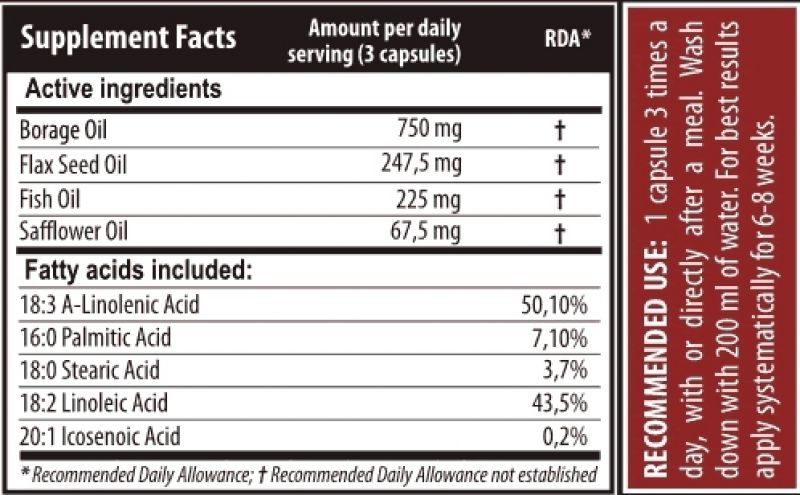 Supplement Facts Amount per daily serving (3 capsules) RDA*
Active ingredients
Borage Oil 750 mg †
Flax Seed Oil 247,5 mg †
Fish Oil 225 mg †
Safflower Oil 67,5 mg †
Fatty acids included:
18:3 A-Linolenic Acid 50,10%
16:0 Palmitic Acid 7,10%
18:0 Stearic Acid 3,7%
18:2 Linoleic Acid 43,5%
20:1 Icosenoic Acid 0,2%
* Recommended Daily Allowance; † Recommended Daily Allowance not established
RECOMMENDED USE: 1 capsule 3 times a
day, with or directly after a meal. Wash
down with 200 ml of water. For best results
apply systematically for 6-8 weeks.